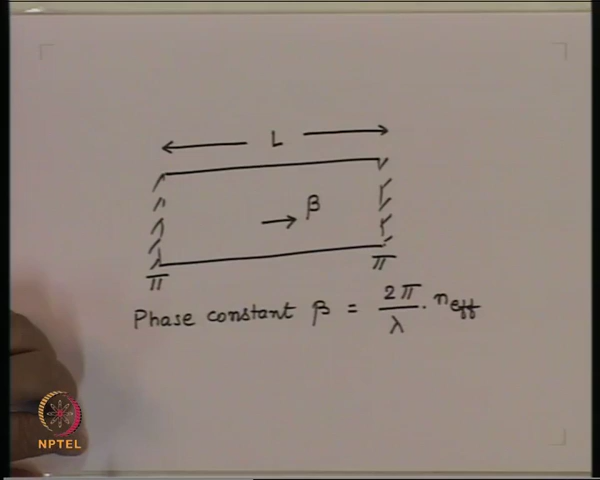 L
β
π π
Phase constant β = 2π/λ · neff
NPTEL